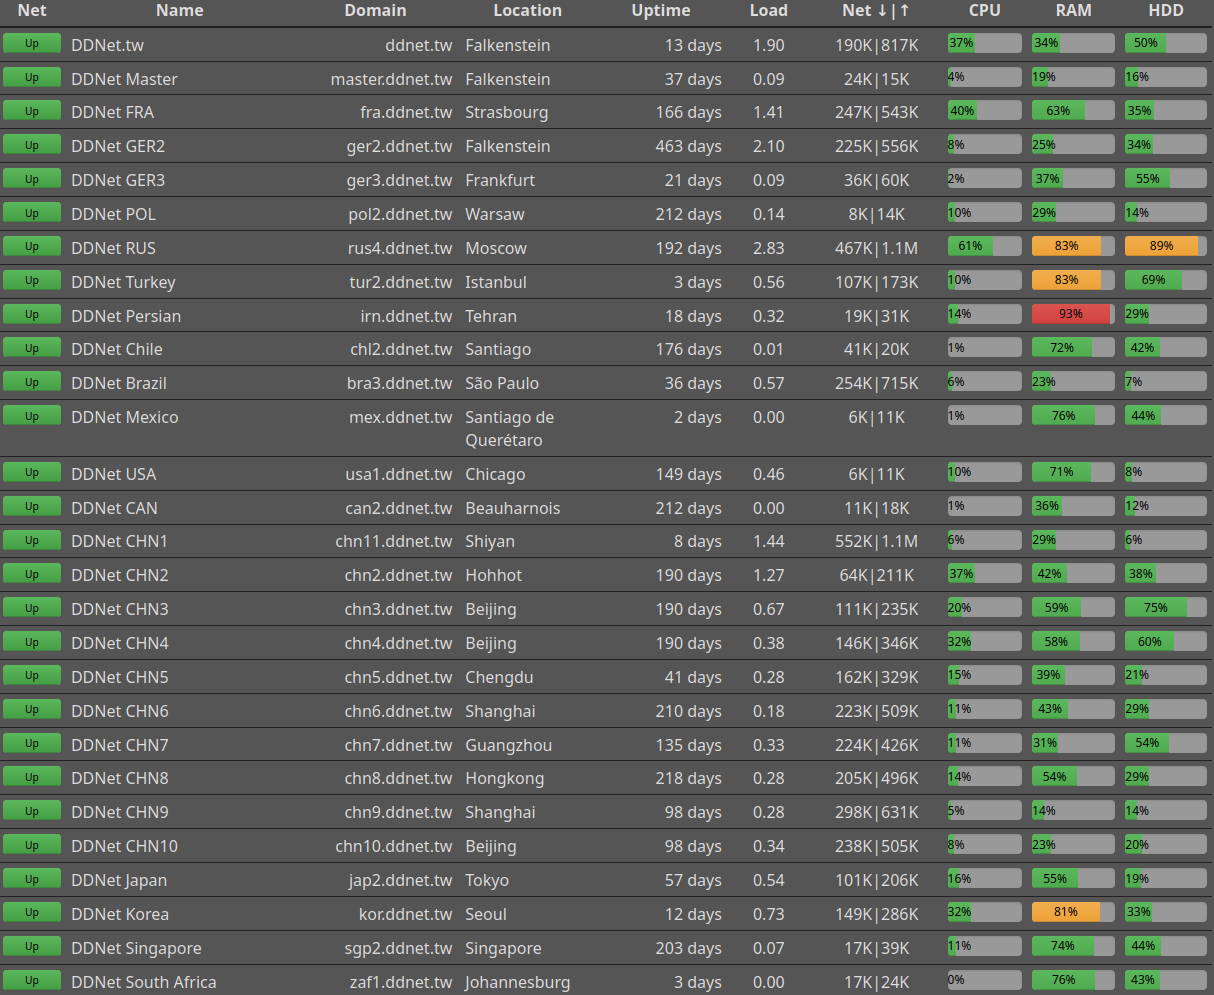 Net Name Domain Location Uptime Load Net ↓|↑ CPU RAM HDD
Up DDNet.tw ddnet.tw Falkenstein 13 days 1.90 190K|817K 37% 34% 50%
Up DDNet Master master.ddnet.tw Falkenstein 37 days 0.09 24K|15K 4% 19% 16%
Up DDNet FRA fra.ddnet.tw Strasbourg 166 days 1.41 247K|543K 40% 63% 35%
Up DDNet GER2 ger2.ddnet.tw Falkenstein 463 days 2.10 225K|556K 8% 25% 34%
Up DDNet GER3 ger3.ddnet.tw Frankfurt 21 days 0.09 36K|60K 2% 37% 55%
Up DDNet POL pol2.ddnet.tw Warsaw 212 days 0.14 8K|14K 10% 29% 14%
Up DDNet RUS rus4.ddnet.tw Moscow 192 days 2.83 467K|1.1M 61% 83% 89%
Up DDNet Turkey tur2.ddnet.tw Istanbul 3 days 0.56 107K|173K 10% 83% 69%
Up DDNet Persian irn.ddnet.tw Tehran 18 days 0.32 19K|31K 14% 93% 29%
Up DDNet Chile chl2.ddnet.tw Santiago 176 days 0.01 41K|20K 1% 72% 42%
Up DDNet Brazil bra3.ddnet.tw São Paulo 36 days 0.57 254K|715K 6% 23% 7%
Up DDNet Mexico mex.ddnet.tw Santiago de 2 days 0.00 6K|11K 1% 76% 44%
Querétaro
Up DDNet USA usa1.ddnet.tw Chicago 149 days 0.46 6K|11K 10% 71% 8%
Up DDNet CAN can2.ddnet.tw Beauharnois 212 days 0.00 11K|18K 1% 36% 12%
Up DDNet CHN1 chn11.ddnet.tw Shiyan 8 days 1.44 552K|1.1M 6% 29% 6%
Up DDNet CHN2 chn2.ddnet.tw Hohhot 190 days 1.27 64K|211K 37% 42% 38%
Up DDNet CHN3 chn3.ddnet.tw Beijing 190 days 0.67 111K|235K 20% 59% 75%
Up DDNet CHN4 chn4.ddnet.tw Beijing 190 days 0.38 146K|346K 32% 58% 60%
Up DDNet CHN5 chn5.ddnet.tw Chengdu 41 days 0.28 162K|329K 15% 39% 21%
Up DDNet CHN6 chn6.ddnet.tw Shanghai 210 days 0.18 223K|509K 11% 43% 29%
Up DDNet CHN7 chn7.ddnet.tw Guangzhou 135 days 0.33 224K|426K 11% 31% 54%
Up DDNet CHN8 chn8.ddnet.tw Hongkong 218 days 0.28 205K|496K 14% 54% 29%
Up DDNet CHN9 chn9.ddnet.tw Shanghai 98 days 0.28 298K|631K 5% 14% 14%
Up DDNet CHN10 chn10.ddnet.tw Beijing 98 days 0.34 238K|505K 8% 23% 20%
Up DDNet Japan jap2.ddnet.tw Tokyo 57 days 0.54 101K|206K 16% 55% 19%
Up DDNet Korea kor.ddnet.tw Seoul 12 days 0.73 149K|286K 32% 81% 33%
Up DDNet Singapore sgp2.ddnet.tw Singapore 203 days 0.07 17K|39K 11% 74% 44%
Up DDNet South Africa zaf1.ddnet.tw Johannesburg 3 days 0.00 17K|24K 0% 76% 43%